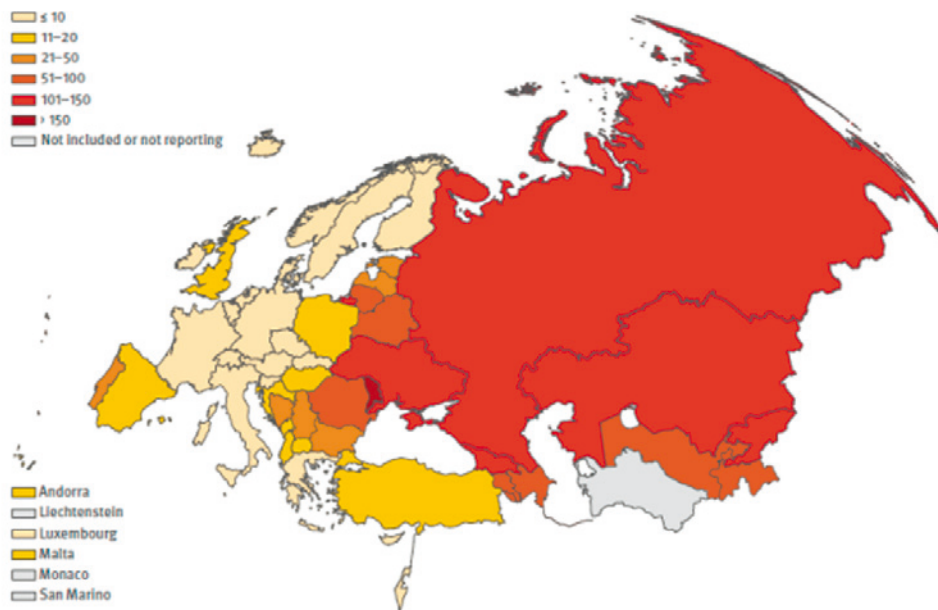 ≤ 10
11–20
21–50
51–100
101–150
> 150
Not included or not reporting
Andorra
Liechtenstein
Luxembourg
Malta
Monaco
San Marino